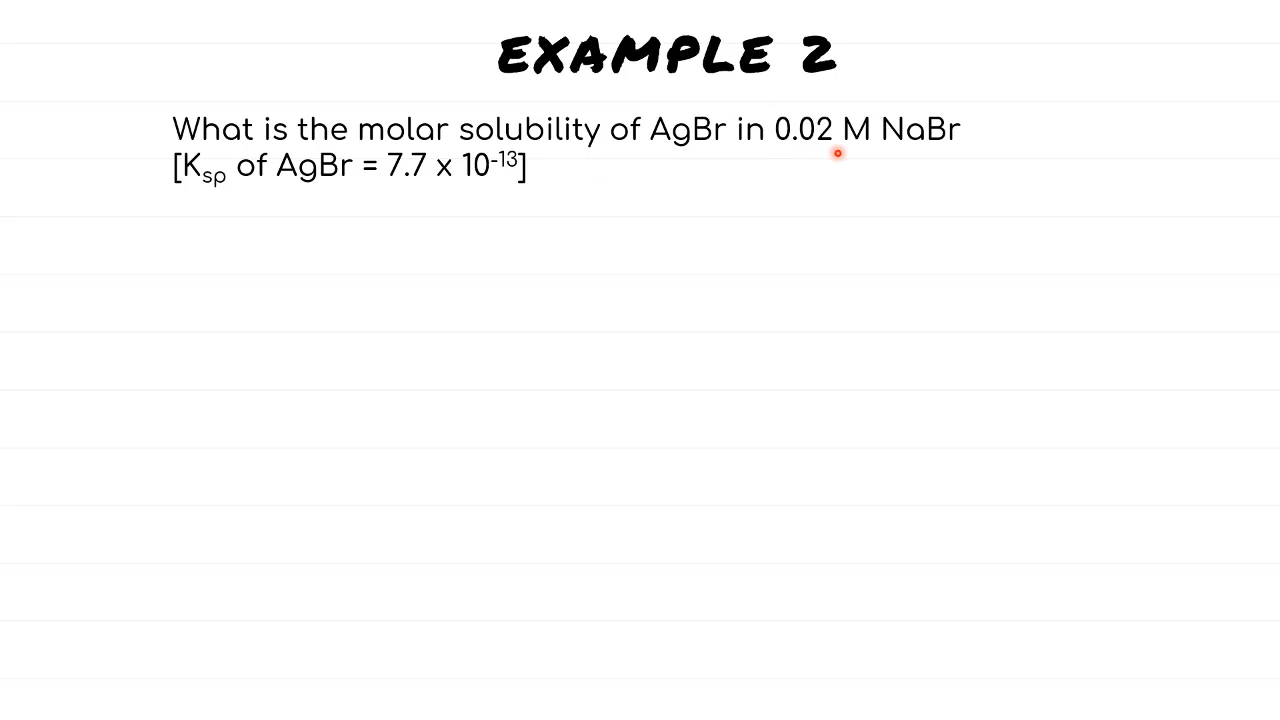 EXAMPLE 2
What is the molar solubility of AgBr in 0.02 M NaBr
[Ksp of AgBr = 7.7 x 10-13]